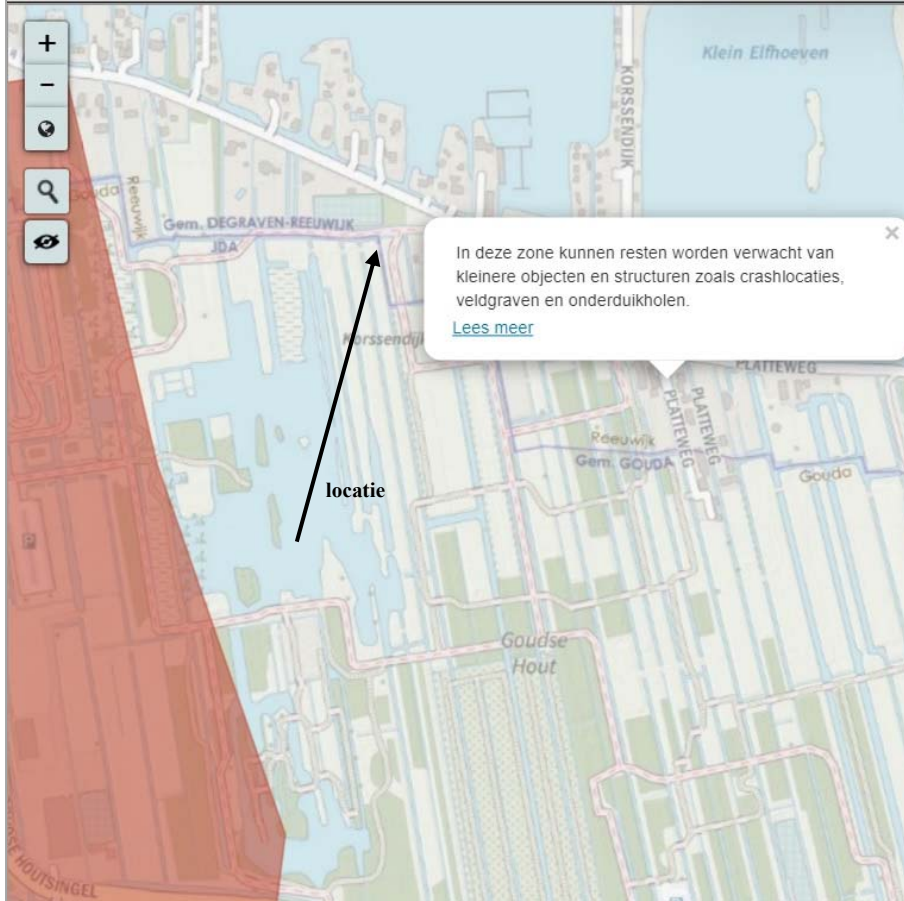 +
−
Klein Elfhoeven
KORSSENDIJK
Gouda
Reeuwijk
Gem. DEGRAVEN-REEUWIJK
JDA
In deze zone kunnen resten worden verwacht van
kleinere objecten en structuren zoals crashlocaties,
veldgraven en onderduikholen.
Lees meer
Korssendijk
PLATTEWEG
PLATTEWEG
PLATTEWEG
Reeuwijk
Gem. GOUDA
Gouda
locatie
Goudse
Hout
HOUTSINGEL